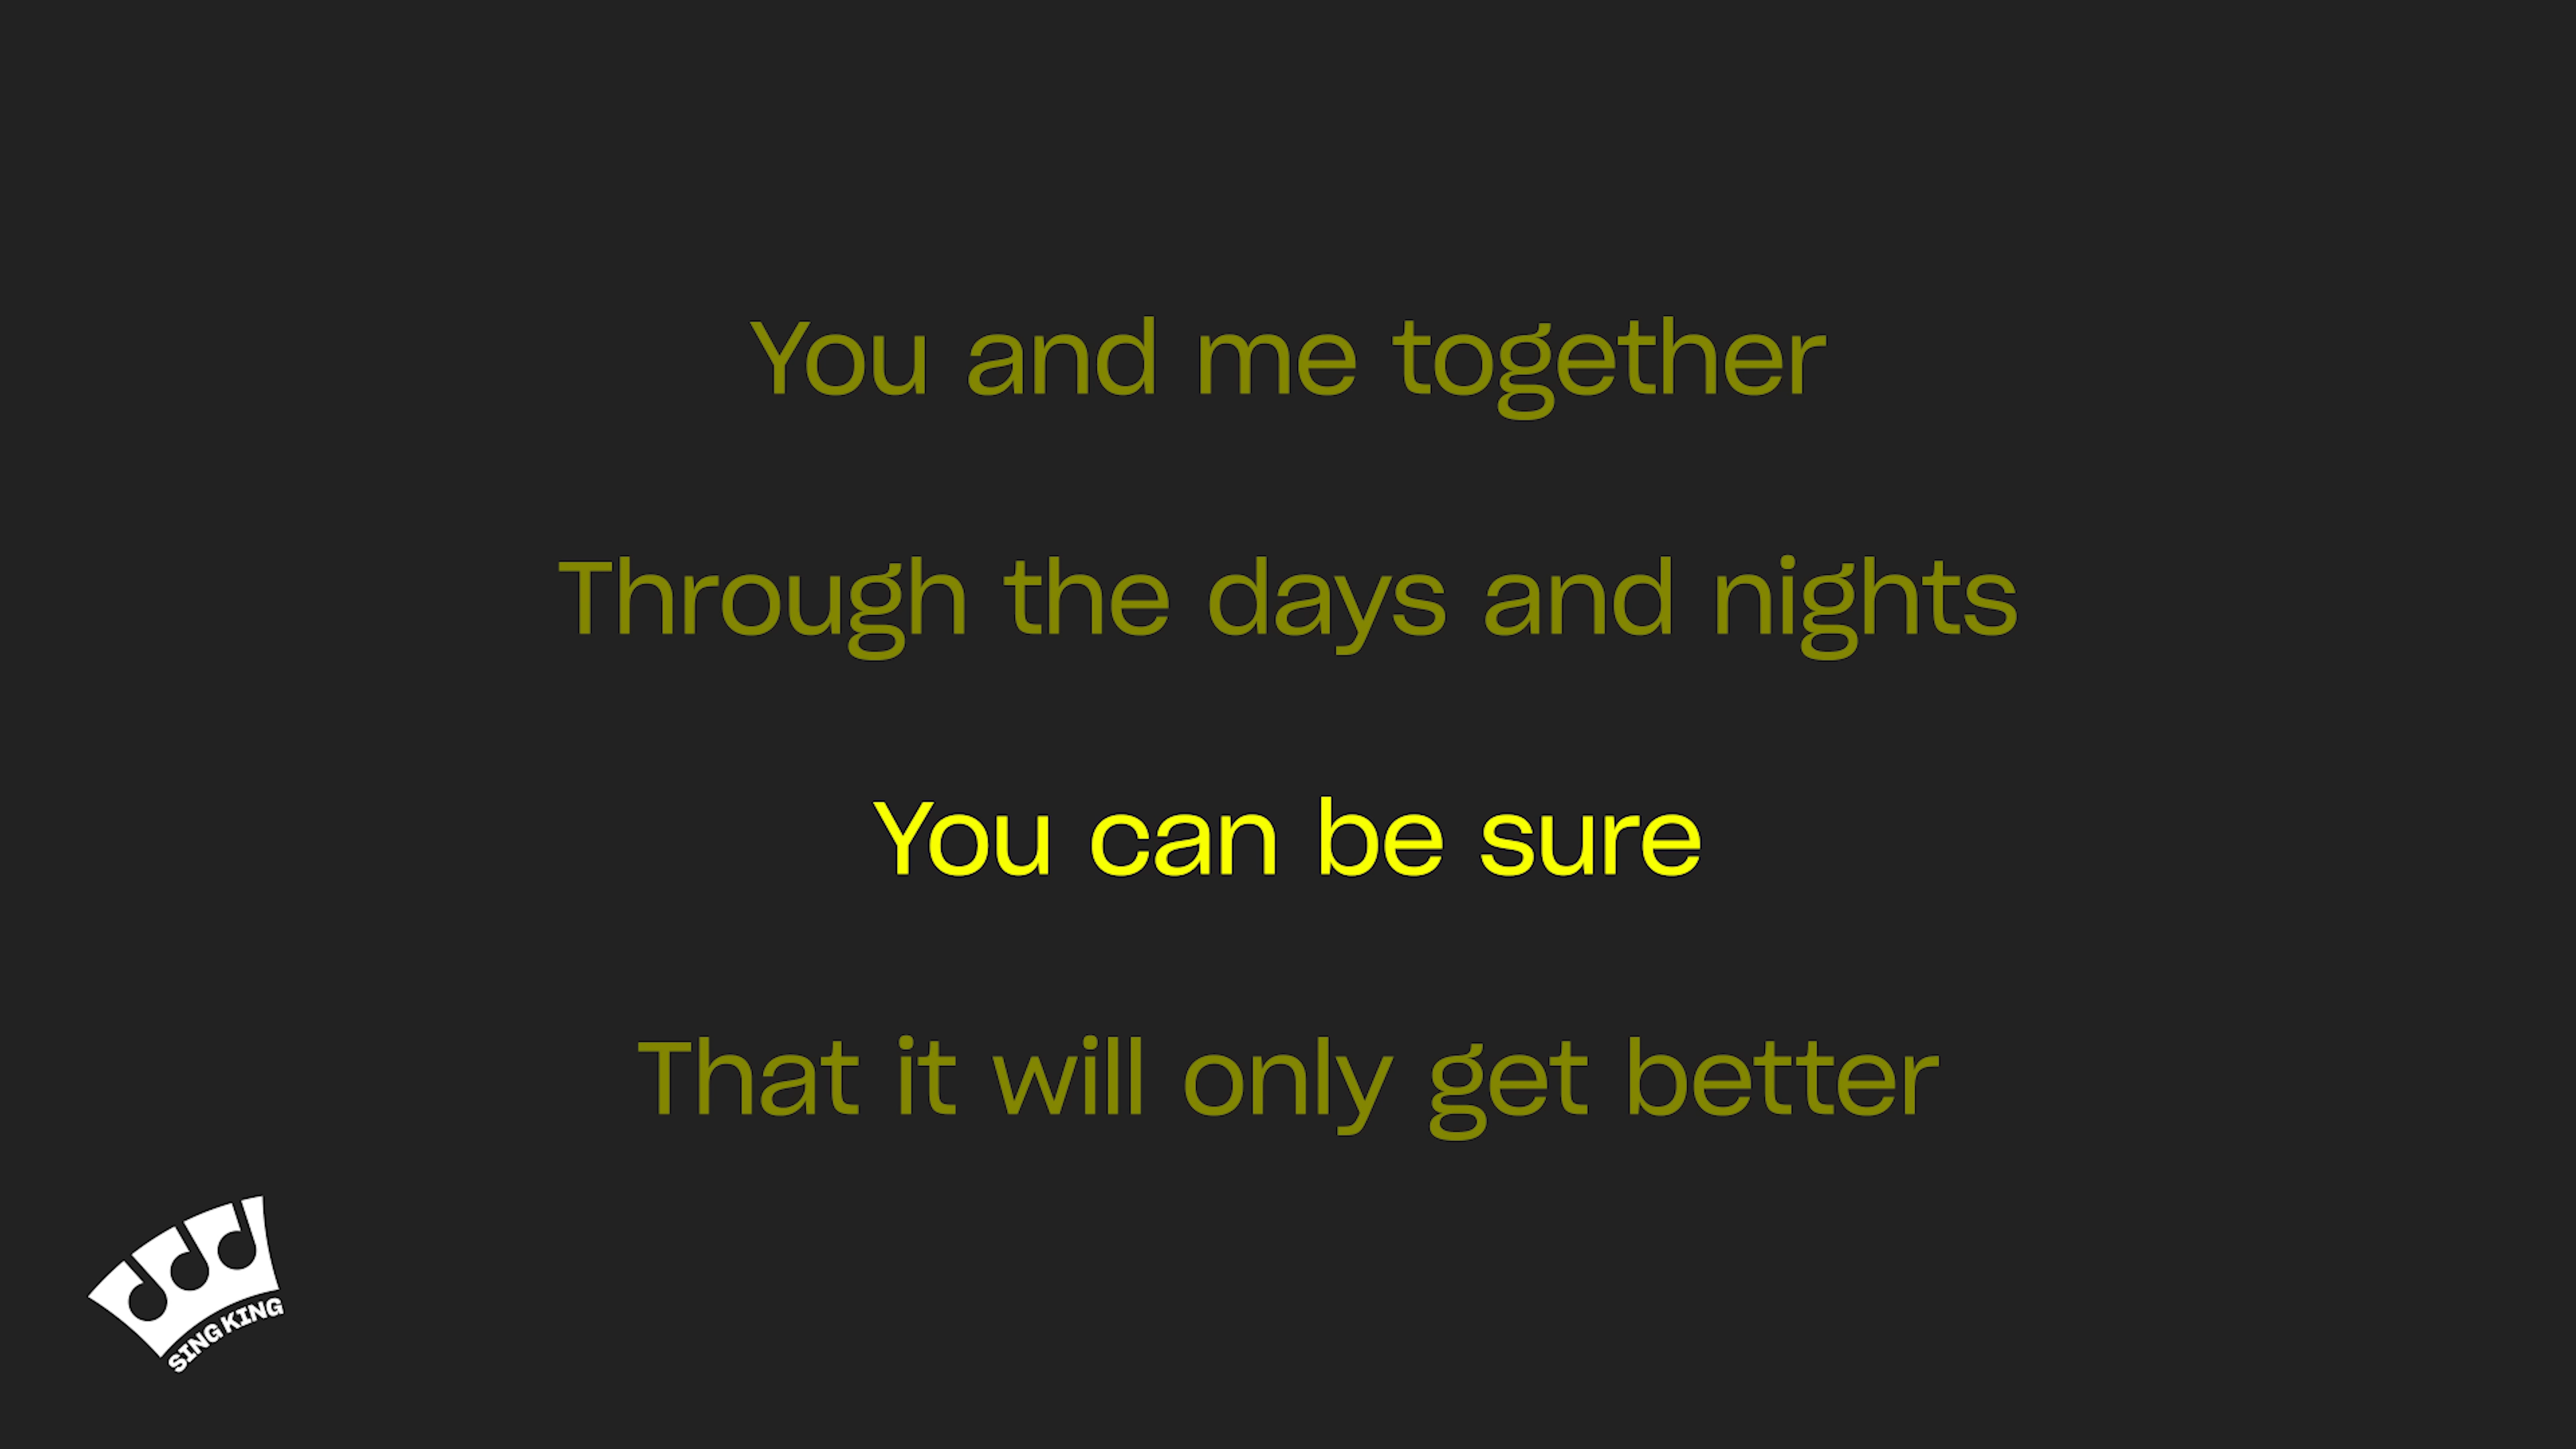 You and me together
Through the days and nights
You can be sure
That it will only get better
SING KING